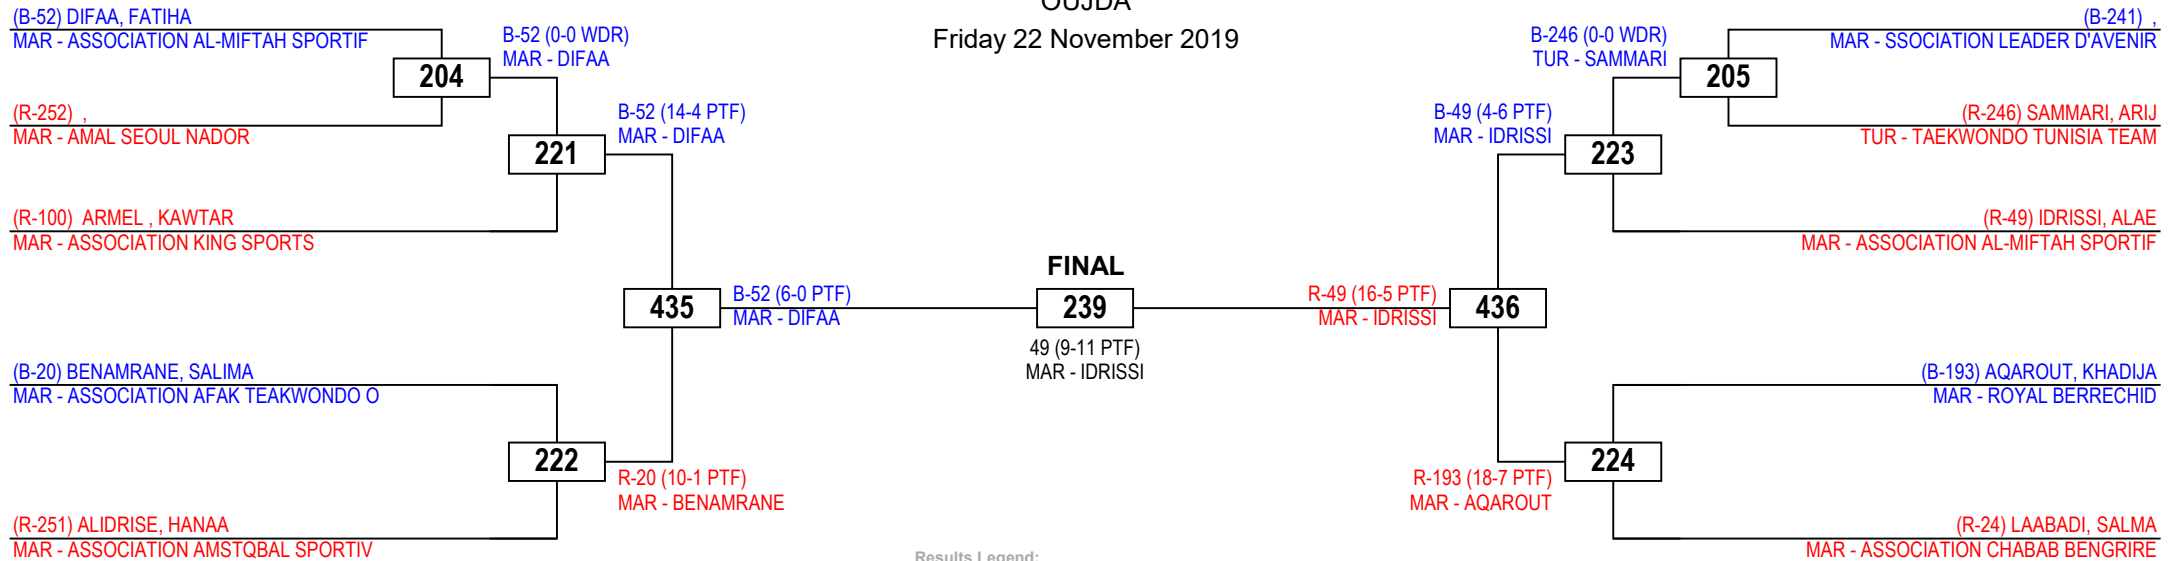 OUJDA
Friday 22 November 2019
(B-52) DIFAA, FATIHA
MAR - ASSOCIATION AL-MIFTAH SPORTIF
204
(R-252) ,
MAR - AMAL SEOUL NADOR
B-52 (0-0 WDR)
MAR - DIFAA
221
(R-100) ARMEL , KAWTAR
MAR - ASSOCIATION KING SPORTS
B-52 (14-4 PTF)
MAR - DIFAA
435
B-52 (6-0 PTF)
MAR - DIFAA
(B-20) BENAMRANE, SALIMA
MAR - ASSOCIATION AFAK TEAKWONDO O
222
R-20 (10-1 PTF)
MAR - BENAMRANE
(R-251) ALIDRISE, HANAA
MAR - ASSOCIATION AMSTQBAL SPORTIV
FINAL
239
49 (9-11 PTF)
MAR - IDRISSI
(B-241) ,
MAR - SSOCIATION LEADER D'AVENIR
205
(R-246) SAMMARI, ARIJ
TUR - TAEKWONDO TUNISIA TEAM
B-246 (0-0 WDR)
TUR - SAMMARI
223
(R-49) IDRISSI, ALAE
MAR - ASSOCIATION AL-MIFTAH SPORTIF
B-49 (4-6 PTF)
MAR - IDRISSI
R-49 (16-5 PTF)
MAR - IDRISSI
436
(B-193) AQAROUT, KHADIJA
MAR - ROYAL BERRECHID
224
R-193 (18-7 PTF)
MAR - AQAROUT
(R-24) LAABADI, SALMA
MAR - ASSOCIATION CHABAB BENGRIRE
Results Legend: